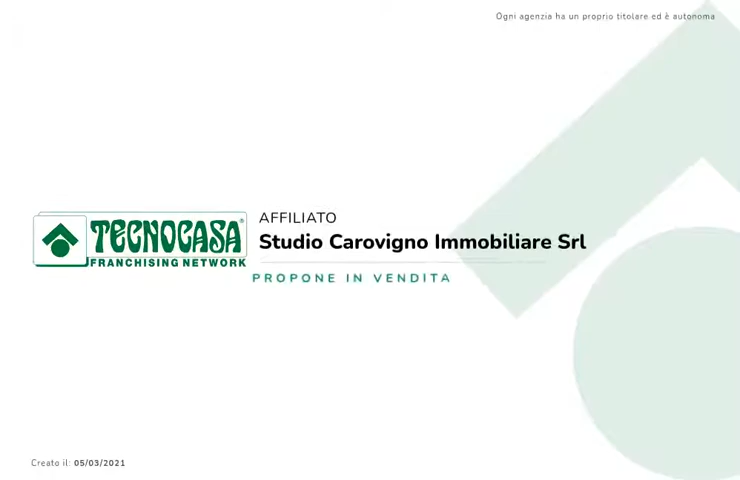 Ogni agenzia ha un proprio titolare ed è autonoma
AFFILIATO
TECNOCASA®
Studio Carovigno Immobiliare Srl
FRANCHISING NETWORK
PROPONE IN VENDITA
Creato il: 05/03/2021